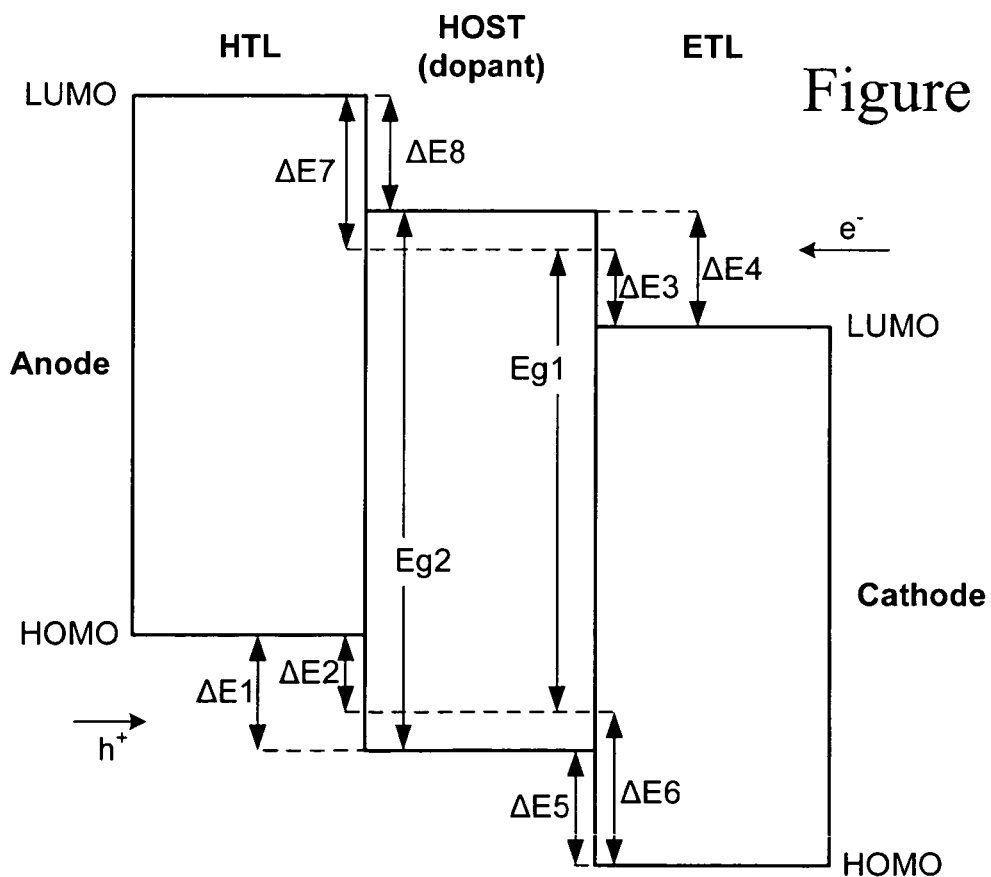 HTL
HOST
(dopant)
ETL
Figure
LUMO
ΔE7
ΔE8
e⁻
ΔE4
ΔE3
LUMO
Anode
Eg1
Eg2
Cathode
HOMO
ΔE2
ΔE1
h⁺
ΔE5
ΔE6
HOMO